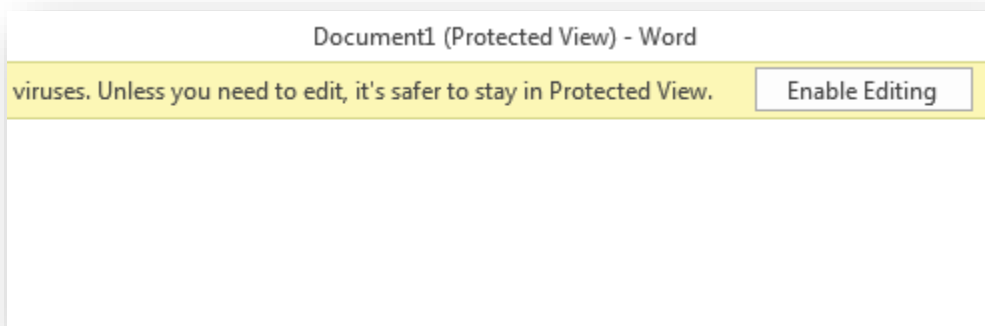 Document1 (Protected View) - Word
viruses. Unless you need to edit, it's safer to stay in Protected View. Enable Editing